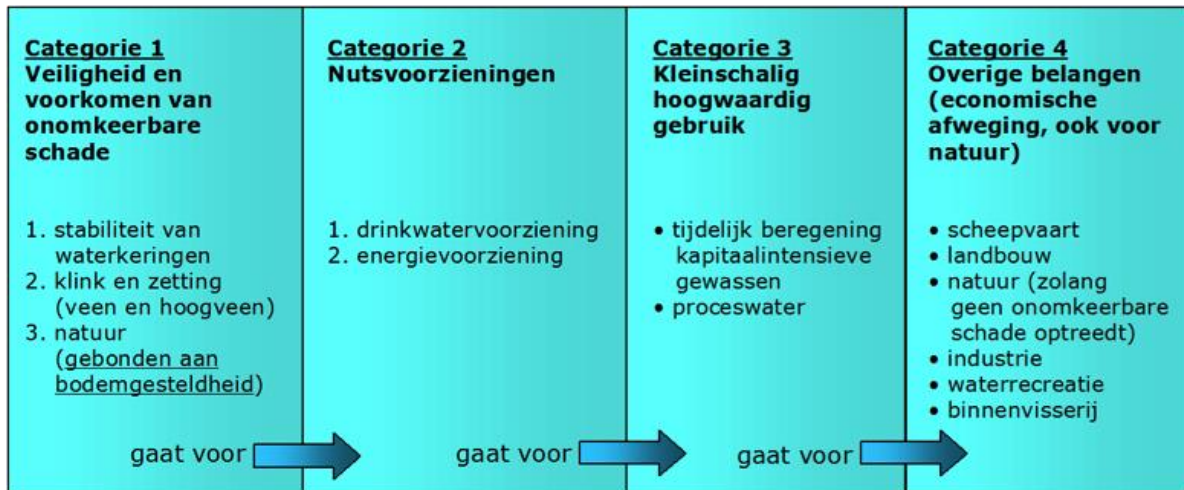 Categorie 1
Veiligheid en
voorkomen van
onomkeerbare
schade
1. stabiliteit van
waterkeringen
2. klink en zetting
(veen en hoogveen)
3. natuur
(gebonden aan
bodemgesteldheid)
gaat voor
Categorie 2
Nutsvoorzieningen
1. drinkwatervoorziening
2. energievoorziening
gaat voor
Categorie 3
Kleinschalig
hoogwaardig
gebruik
• tijdelijk beregening
kapitaalintensieve
gewassen
• proceswater
gaat voor
Categorie 4
Overige belangen
(economische
afweging, ook voor
natuur)
• scheepvaart
• landbouw
• natuur (zolang
geen onomkeerbare
schade optreedt)
• industrie
• waterrecreatie
• binnenvisserij